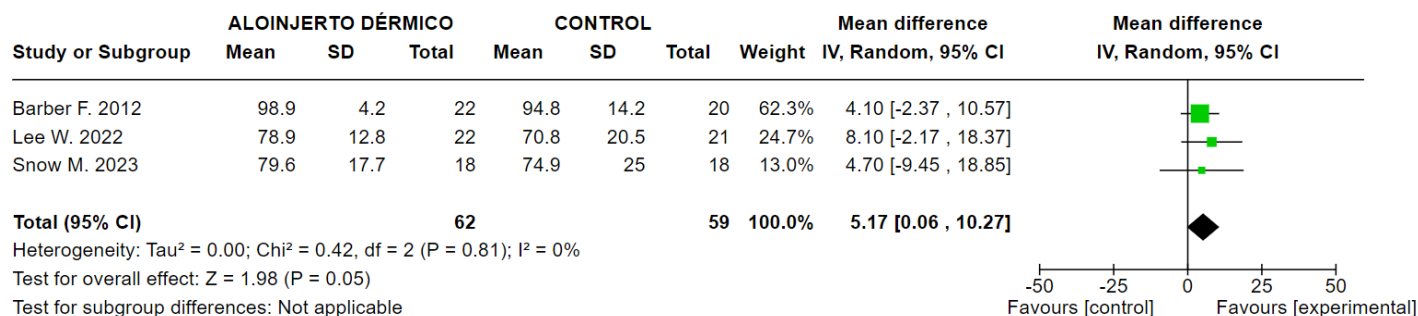 ALOINJERTO DÉRMICO CONTROL Mean difference Mean difference
Study or Subgroup Mean SD Total Mean SD Total Weight IV, Random, 95% CI IV, Random, 95% CI
Barber F. 2012 98.9 4.2 22 94.8 14.2 20 62.3% 4.10 [-2.37 , 10.57]
Lee W. 2022 78.9 12.8 22 70.8 20.5 21 24.7% 8.10 [-2.17 , 18.37]
Snow M. 2023 79.6 17.7 18 74.9 25 18 13.0% 4.70 [-9.45 , 18.85]
Total (95% CI) 62 59 100.0% 5.17 [0.06 , 10.27]
Heterogeneity: Tau² = 0.00; Chi² = 0.42, df = 2 (P = 0.81); I² = 0%
Test for overall effect: Z = 1.98 (P = 0.05)
-50 -25 0 25 50
Test for subgroup differences: Not applicable Favours [control] Favours [experimental]